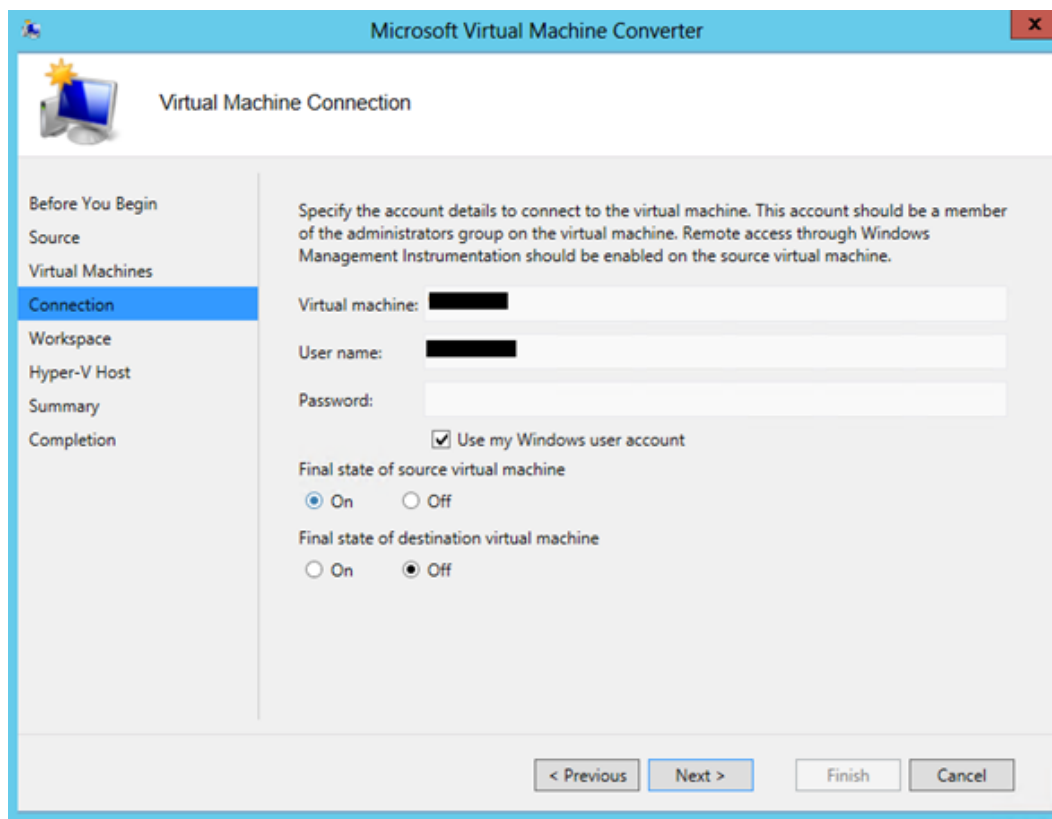 Microsoft Virtual Machine Converter
x
Virtual Machine Connection
Before You Begin
Source
Virtual Machines
Connection
Workspace
Hyper-V Host
Summary
Completion
Specify the account details to connect to the virtual machine. This account should be a member
of the administrators group on the virtual machine. Remote access through Windows
Management Instrumentation should be enabled on the source virtual machine.
Virtual machine:
User name:
Password:
Use my Windows user account
Final state of source virtual machine
On Off
Final state of destination virtual machine
On Off
< Previous Next > Finish Cancel